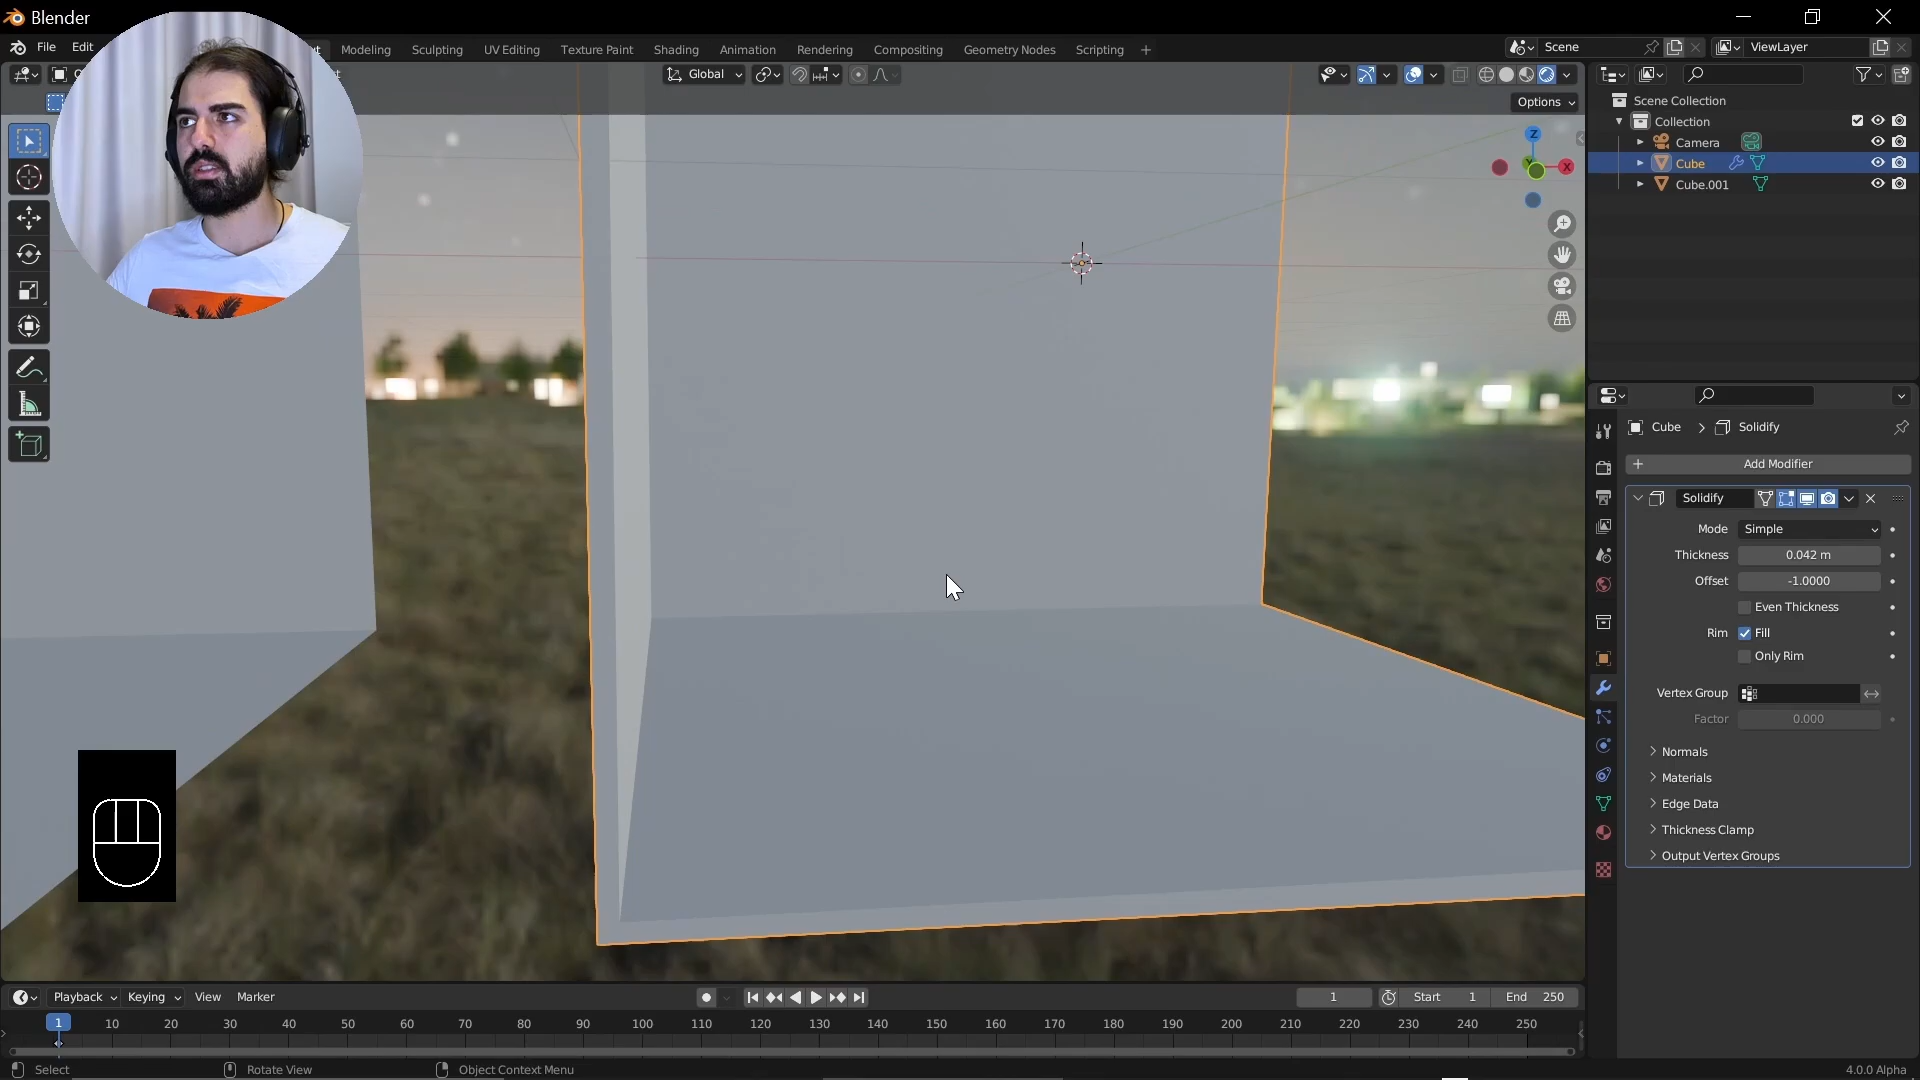 Blender
File Edit
Modeling Sculpting UV Editing Texture Paint Shading Animation Rendering Compositing Geometry Nodes Scripting +
Scene
ViewLayer
Global
Options
Z
X
Scene Collection
Collection
Camera
Cube
Cube.001
Cube > Solidify
+ Add Modifier
Solidify
Mode Simple
Thickness 0.042 m
Offset -1.0000
Even Thickness
Rim Fill
Only Rim
Vertex Group
Factor 0.000
Normals
Materials
Edge Data
Thickness Clamp
Output Vertex Groups
Playback Keying View Marker
1 Start 1 End 250
1 10 20 30 40 50 60 70 80 90 100 110 120 130 140 150 160 170 180 190 200 210 220 230 240 250
Select Rotate View Object Context Menu 4.0.0 Alpha